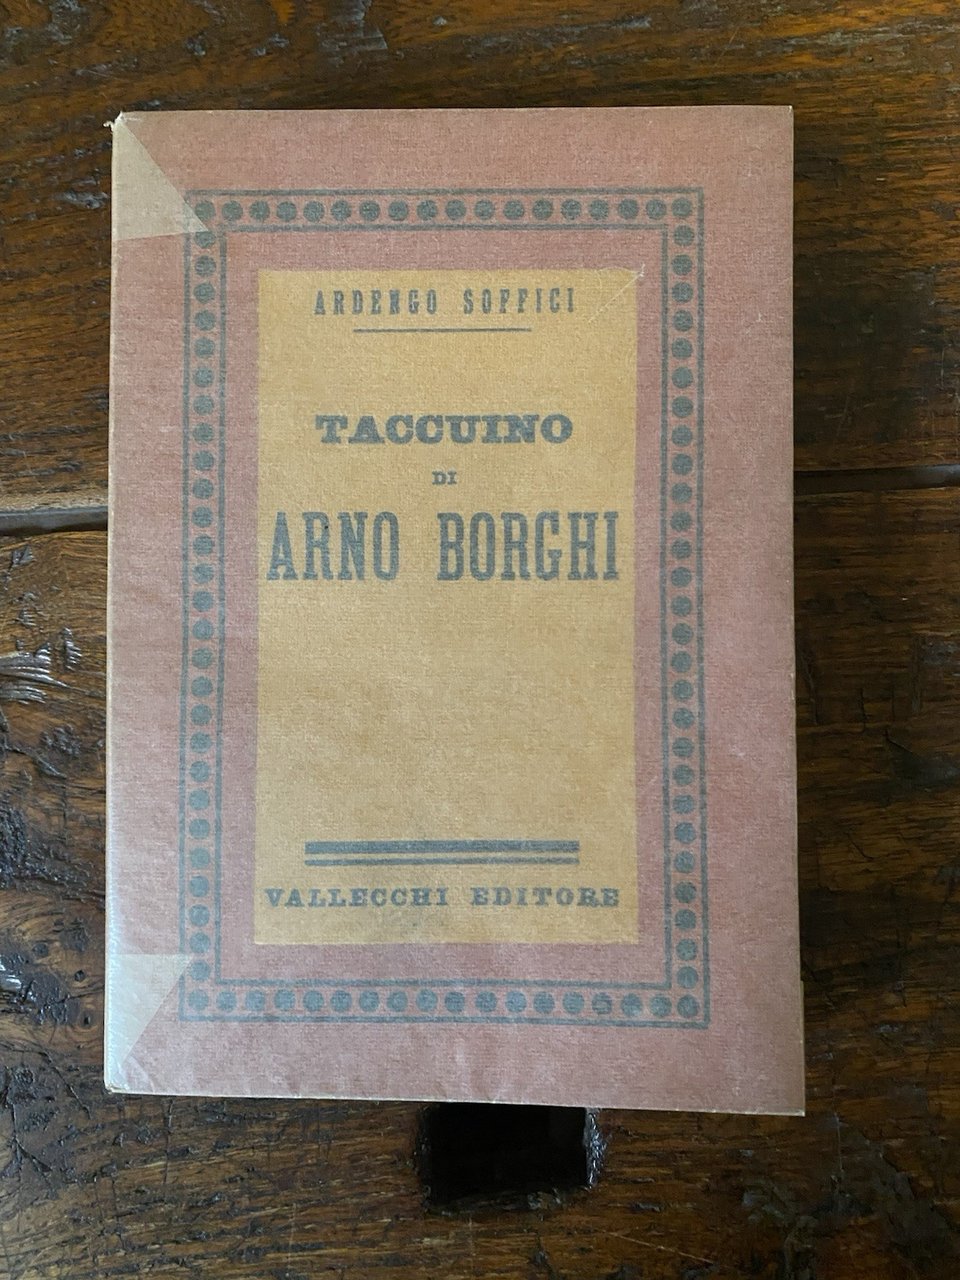 ARDENGO SOFFICI
TACCUINO
DI
ARNO BORGHI
VALLECCHI EDITORE